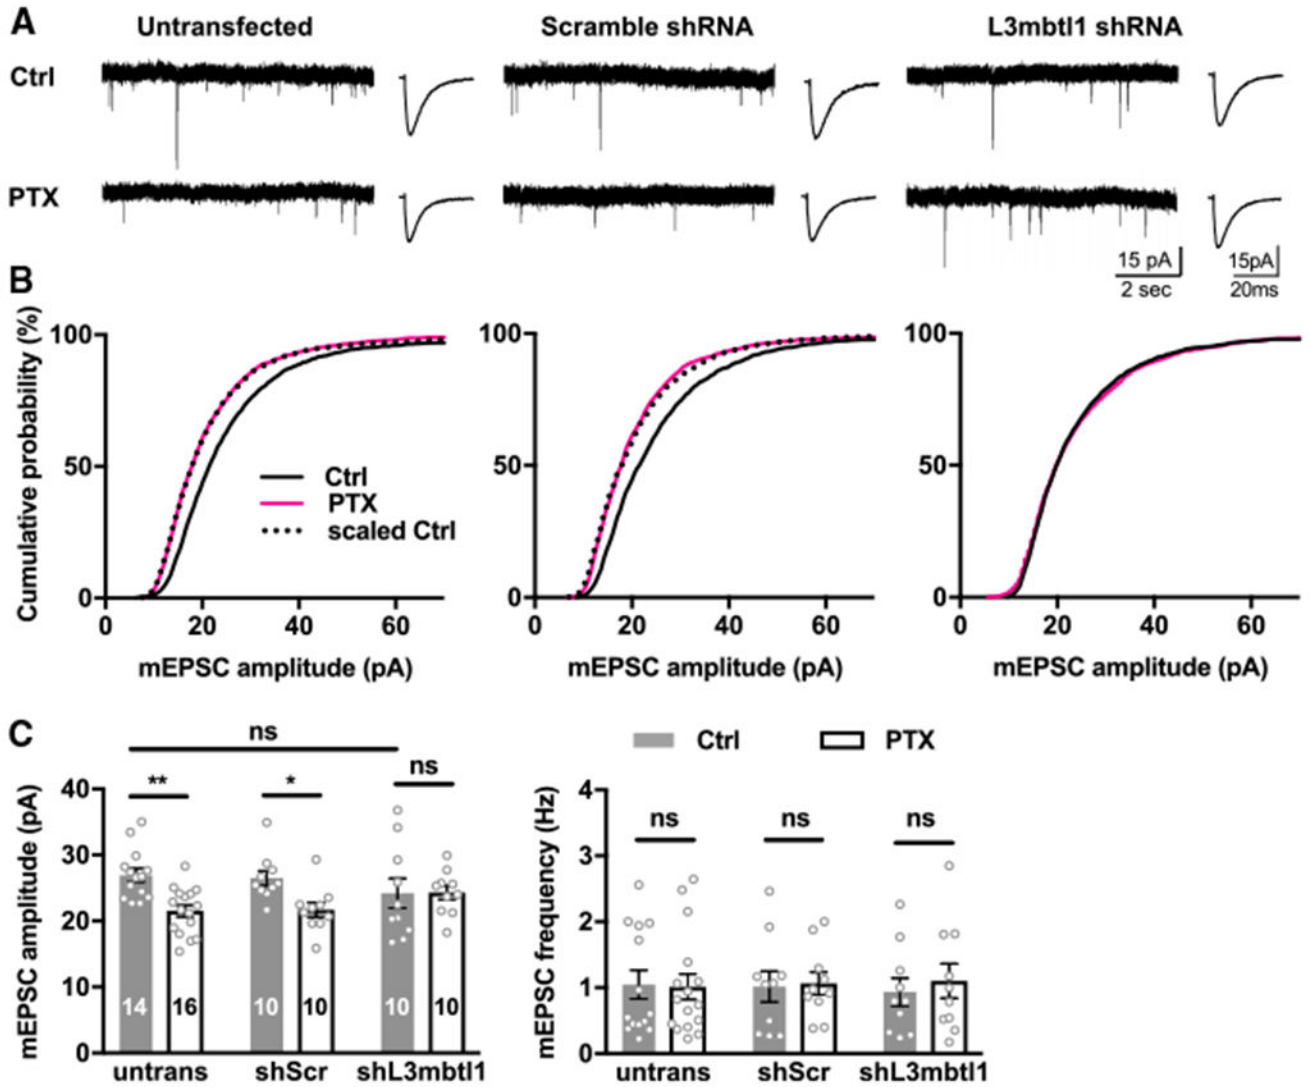 A
Untransfected Scramble shRNA L3mbtl1 shRNA
Ctrl
PTX
15 pA 15pA
2 sec 20ms
B
Cumulative probability (%)
100 100 100
50 50 50
Ctrl
PTX
scaled Ctrl
0 0 0
0 20 40 60 0 20 40 60 0 20 40 60
mEPSC amplitude (pA) mEPSC amplitude (pA) mEPSC amplitude (pA)
C
ns
Ctrl PTX
mEPSC amplitude (pA)
** * ns
40
30
20
10
0
14 16 10 10 10 10
untrans shScr shL3mbtl1
mEPSC frequency (Hz)
ns ns ns
4
3
2
1
0
untrans shScr shL3mbtl1